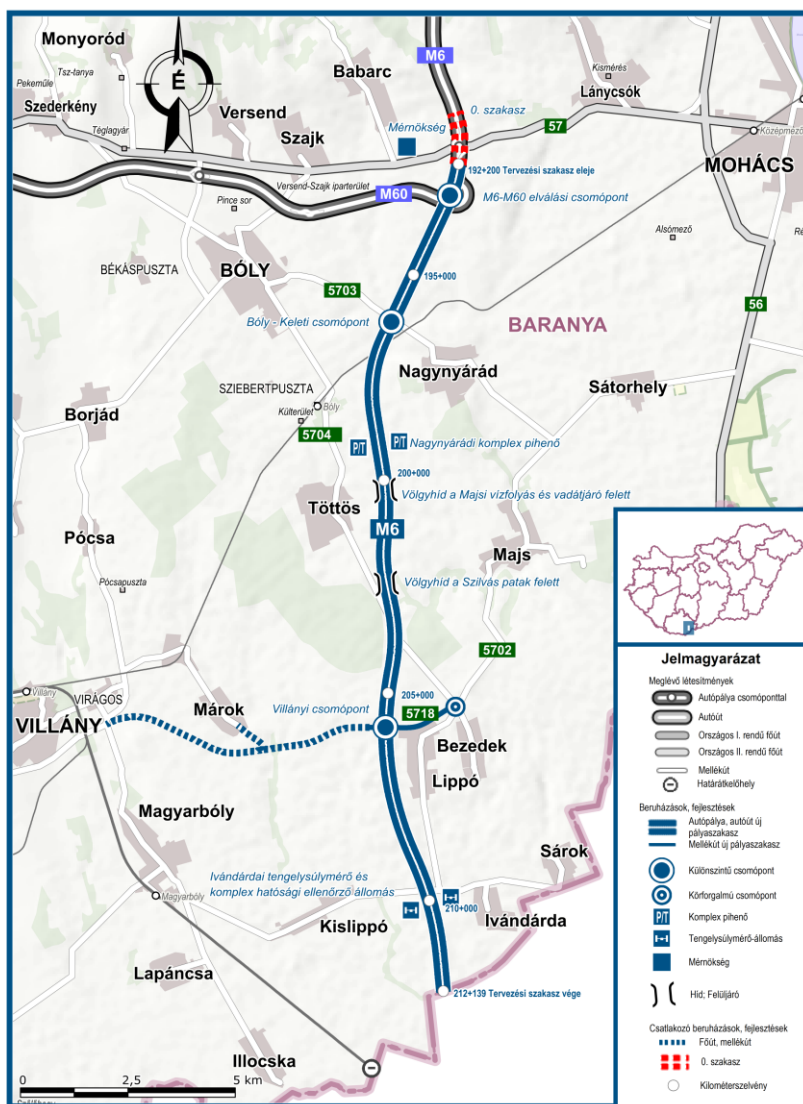 Monyoród
M6
Tsz-tanya
Pekemüle
Babarc
Kismérés
É
0. szakasz
Lánycsók
Szederkény
Versend
Mérnökség
57
Téglagyár
Szajk
Középmező
192+200 Tervezési szakasz eleje
MOHÁCS
Versend-Szajk iparterület
M60
M6-M60 elválási csomópont
Pince sor
Alsómező
BÉKÁSPUSZTA
BÓLY
195+000
5703
56
Bóly - Keleti csomópont
BARANYA
Nagynyárád
SZIEBERTPUSZTA
Sátorhely
Bóly
Borjád
Külterület
5704
P/T
P/T
Nagynyárádi komplex pihenő
200+000
Völgyhíd a Majsi vízfolyás és vadátjáró felett
Töttös
M6
Pócsa
Majs
Pócsapuszta
Völgyhíd a Szilvás patak felett
5702
Villány
VIRÁGOS
205+000
Márok
Villányi csomópont
5718
VILLÁNY
Bezedek
Lippó
Magyarbóly
Sárok
Ivándárdai tengelysúlymérő és
komplex hatósági ellenőrző állomás
Magyarbóly
210+000
Kislippó
Ivándárda
Lapáncsa
212+139 Tervezési szakasz vége
Illocska
0 2,5 5 km
Jelmagyarázat
Meglévő létesítmények
Autópálya csomóponttal
Autóút
Országos I. rendű főút
Országos II. rendű főút
Mellékút
Határátkelőhely
Beruházások, fejlesztések
Autópálya, autóút új
pályaszakasz
Mellékút új pályaszakasz
Különszintű csomópont
Körforgalmú csomópont
P/T Komplex pihenő
Tengelysúlymérő-állomás
Mérnökség
Híd; Felüljáró
Csatlakozó beruházások, fejlesztések
Főút, mellékút
0. szakasz
Kilométerszelvény